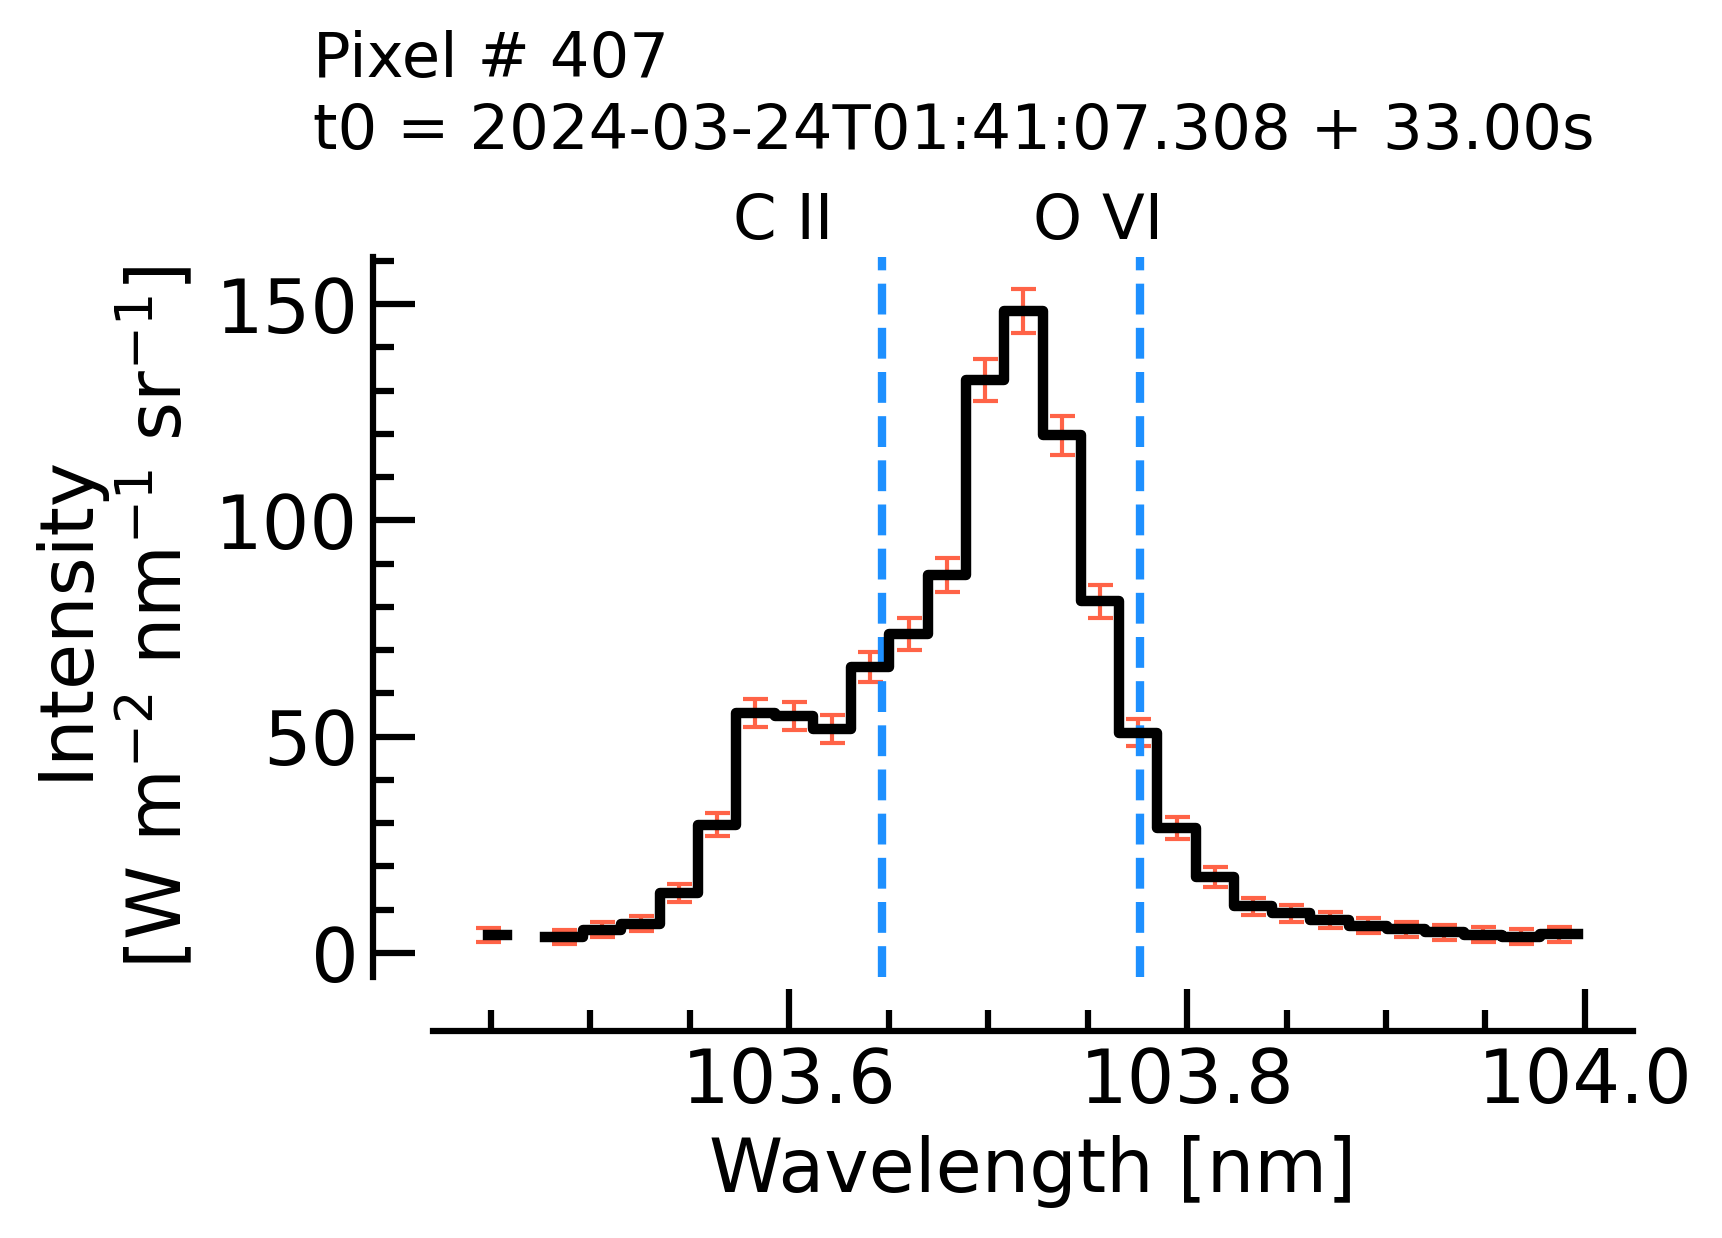 Pixel # 407
t0 = 2024-03-24T01:41:07.308 + 33.00s
C II
O VI
Intensity
[W m⁻² nm⁻¹ sr⁻¹]
150
100
50
0
103.6
103.8
104.0
Wavelength [nm]